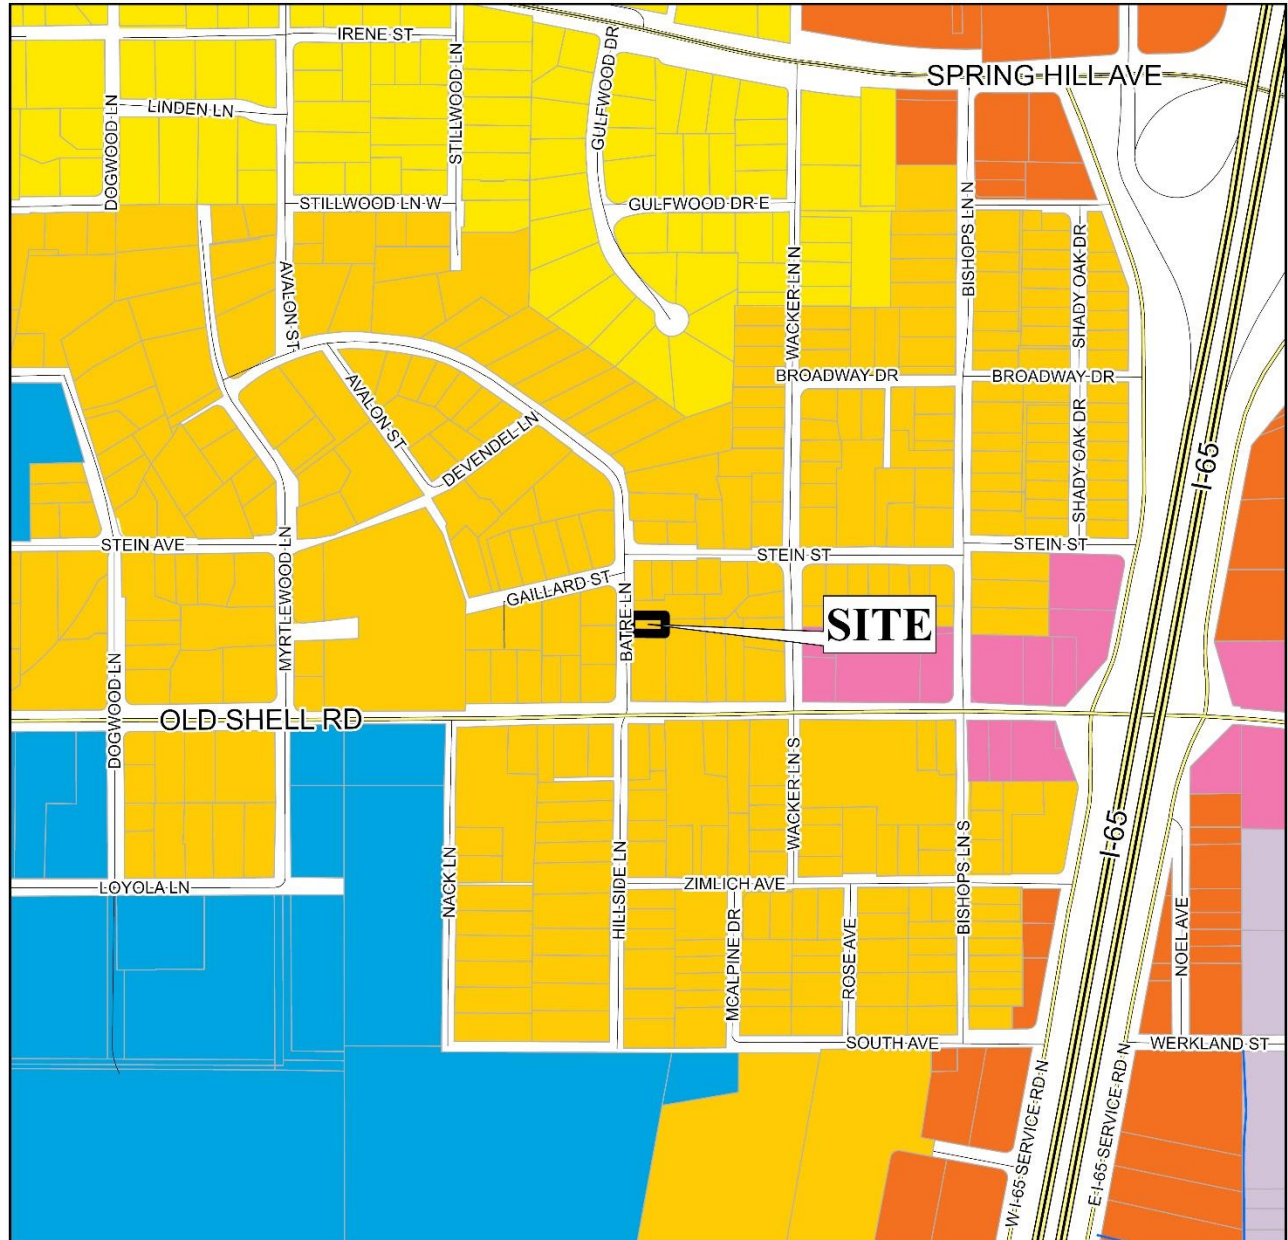 IRENE ST
SPRING HILL AVE
LINDEN LN
DOGWOOD LN
STILLWOOD LN
GULFWOOD DR
STILLWOOD LN W
GULFWOOD DR E
AVALON ST
WACKER LN N
BISHOPS LN N
SHADY OAK DR
BROADWAY DR
BROADWAY DR
AVALON ST
DEVENDEL LN
SHADY OAK DR
I-65
STEIN AVE
STEIN ST
STEIN ST
GAILLARD ST
MYRTLEWOOD LN
BATRE LN
SITE
DOGWOOD LN
OLD SHELL RD
DOGWOOD LN
WACKER LN S
I-65
LOYOLA LN
NACK LN
HILLSIDE LN
ZIMLICH AVE
MCALPINE DR
ROSE AVE
BISHOPS LN S
NOEL AVE
SOUTH AVE
WERKLAND ST
W I-65 SERVICE RD N
E I-65 SERVICE RD N